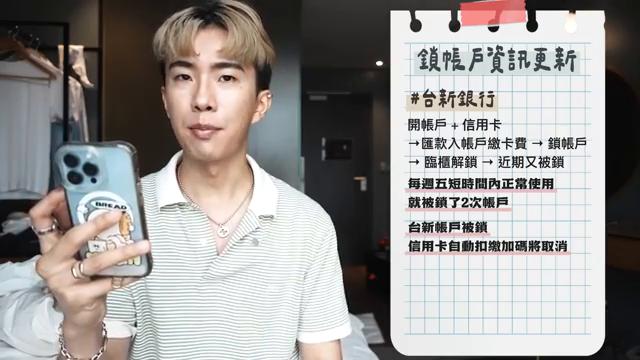 鎖帳戶資訊更新
#台新銀行
開帳戶 + 信用卡
→匯款入帳戶繳卡費 → 鎖帳戶
→ 臨櫃解鎖 → 近期又被鎖
每週五短時間內正常使用
就被鎖了2次帳戶
台新帳戶被鎖
信用卡自動扣繳加碼將取消
BREAD